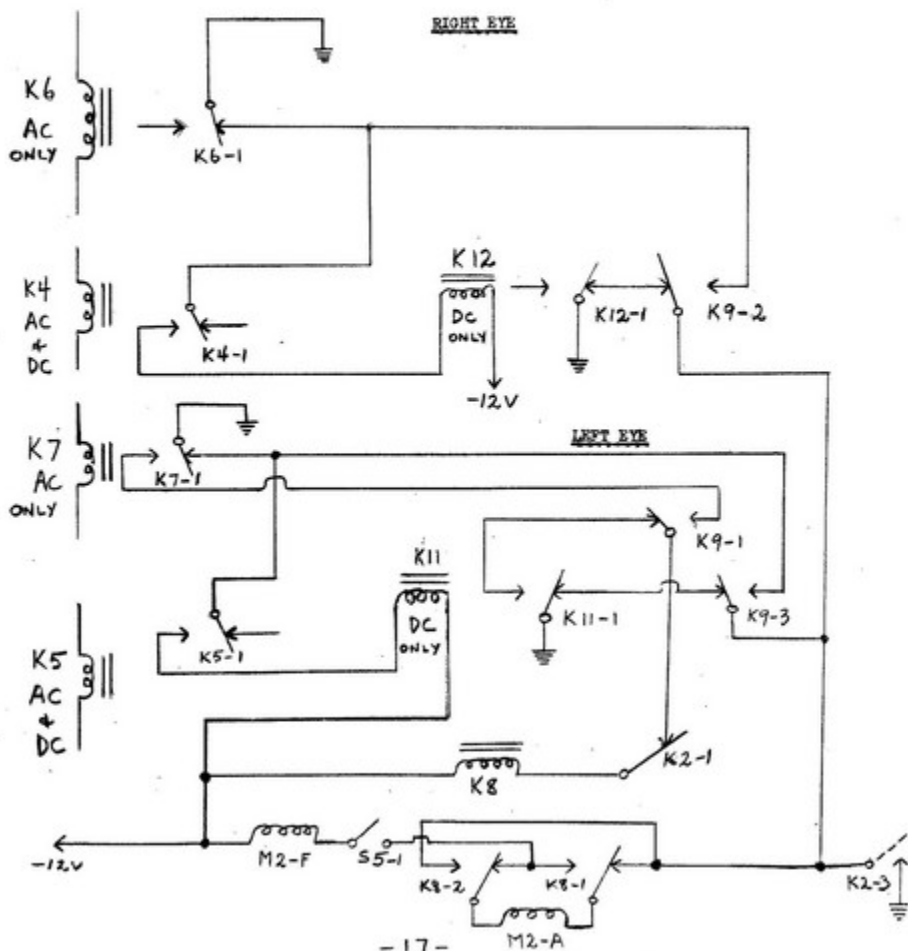 RIGHT EYE
K6
AC
ONLY
K6-1
K4
AC
&
DC
K4-1
K12
DC
ONLY
-12V
K12-1
K9-2
LEFT EYE
K7
AC
ONLY
K7-1
K9-1
K11
DC
ONLY
K11-1
K9-3
K5
AC
&
DC
K5-1
K2-1
K8
-12V
M2-F
S5-1
K8-2
K8-1
K2-3
M2-A
-17-